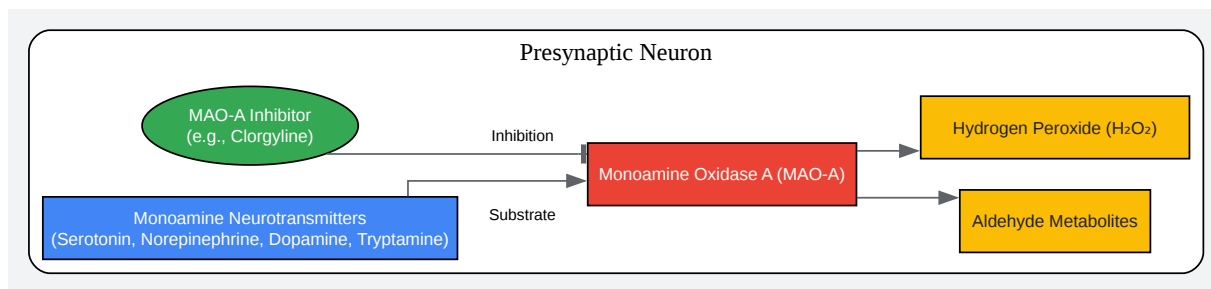 Presynaptic Neuron
MAO-A Inhibitor
(e.g., Clorgyline)
Inhibition
Monoamine Neurotransmitters
(Serotonin, Norepinephrine, Dopamine, Tryptamine)
Substrate
Monoamine Oxidase A (MAO-A)
Hydrogen Peroxide (H₂O₂)
Aldehyde Metabolites